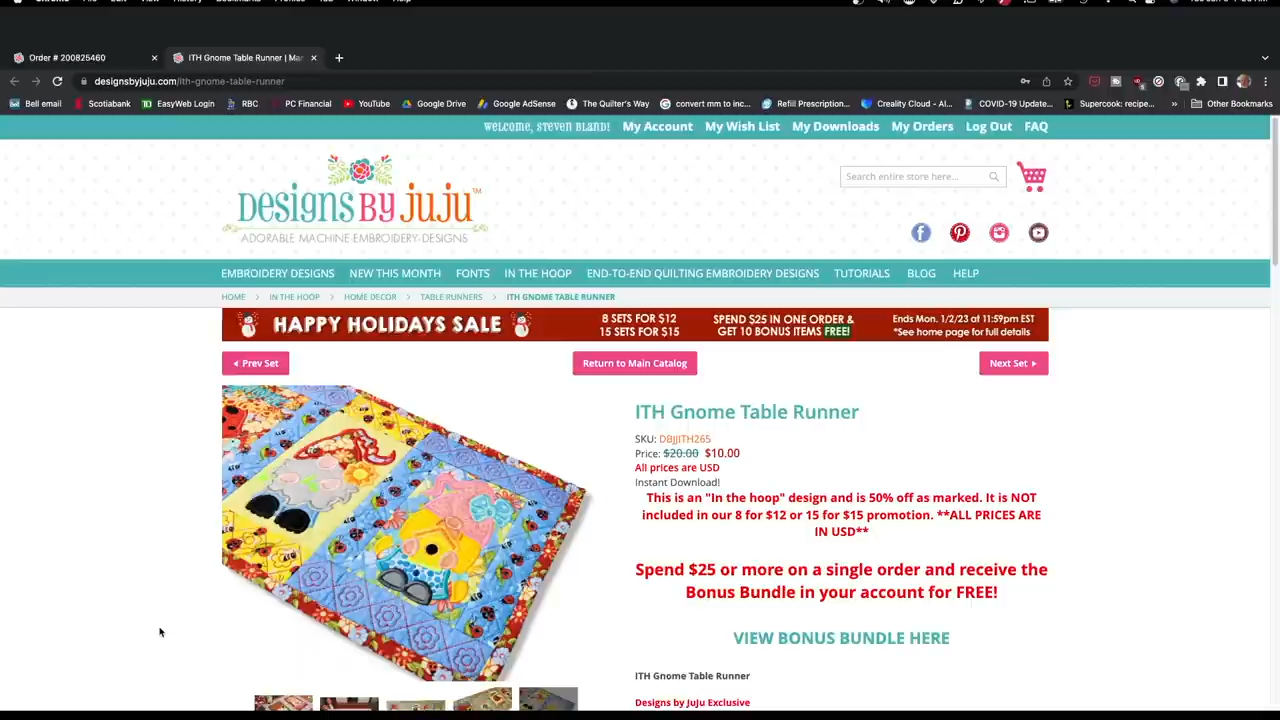 Order # 200825460
ITH Gnome Table Runner | Mar
designsbyjuju.com/ith-gnome-table-runner
Bell email
Scotiabank
EasyWeb Login
RBC
PC Financial
YouTube
Google Drive
Google AdSense
The Quilter's Way
convert mm to inc...
Refill Prescription...
Creality Cloud - Al...
COVID-19 Update...
Supercook: recipe...
Other Bookmarks
WELCOME, STEVEN BLAND!
My Account
My Wish List
My Downloads
My Orders
Log Out
FAQ
DESIGNS BY JUJU™
ADORABLE MACHINE-EMBROIDERY-DESIGNS
Search entire store here...
EMBROIDERY DESIGNS
NEW THIS MONTH
FONTS
IN THE HOOP
END-TO-END QUILTING EMBROIDERY DESIGNS
TUTORIALS
BLOG
HELP
HOME > IN THE HOOP > HOME DECOR > TABLE RUNNERS > ITH GNOME TABLE RUNNER
HAPPY HOLIDAYS SALE
8 SETS FOR $12
15 SETS FOR $15
SPEND $25 IN ONE ORDER &
GET 10 BONUS ITEMS FREE!
Ends Mon. 1/2/23 at 11:59pm EST
*See home page for full details
Prev Set
Return to Main Catalog
Next Set
ITH Gnome Table Runner
SKU: DBJJITH265
Price: $20.00 $10.00
All prices are USD
Instant Download!
This is an "In the hoop" design and is 50% off as marked. It is NOT
included in our 8 for $12 or 15 for $15 promotion. **ALL PRICES ARE
IN USD**
Spend $25 or more on a single order and receive the
Bonus Bundle in your account for FREE!
VIEW BONUS BUNDLE HERE
ITH Gnome Table Runner
Designs by JuJu Exclusive